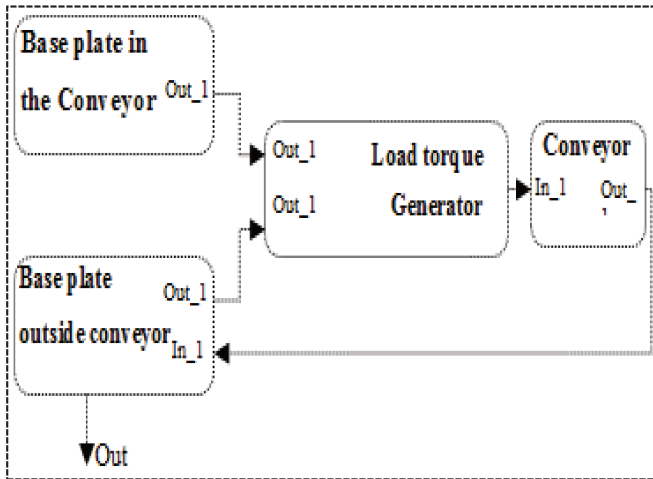 Base plate in
the Conveyor
Out_1
Out_1
Out_1
Load torque
Generator
Conveyor
In_1
Out_
,
Base plate
outside conveyor
Out_1
In_1
Out